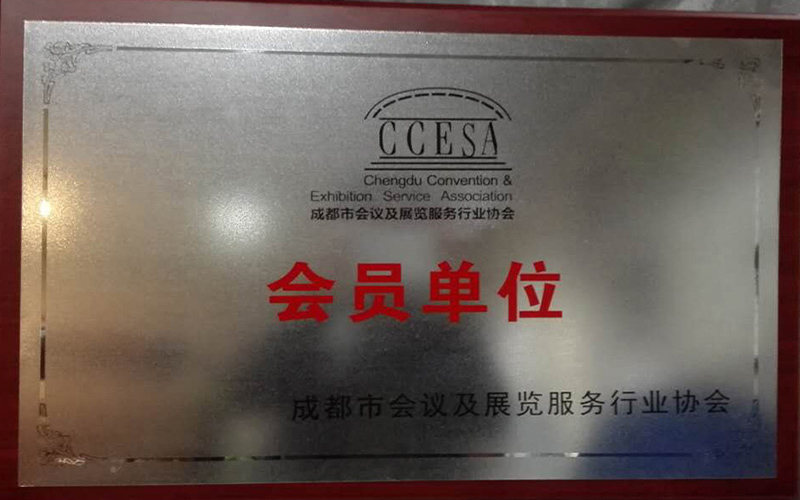 CCESA
Chengdu Convention &
Exhibition Service Association
成都市会议及展览服务行业协会
会员单位
成都市会议及展览服务行业协会